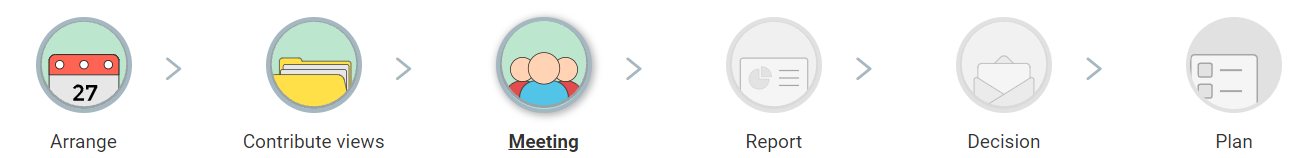 27
Arrange
Contribute views
Meeting
Report
Decision
Plan